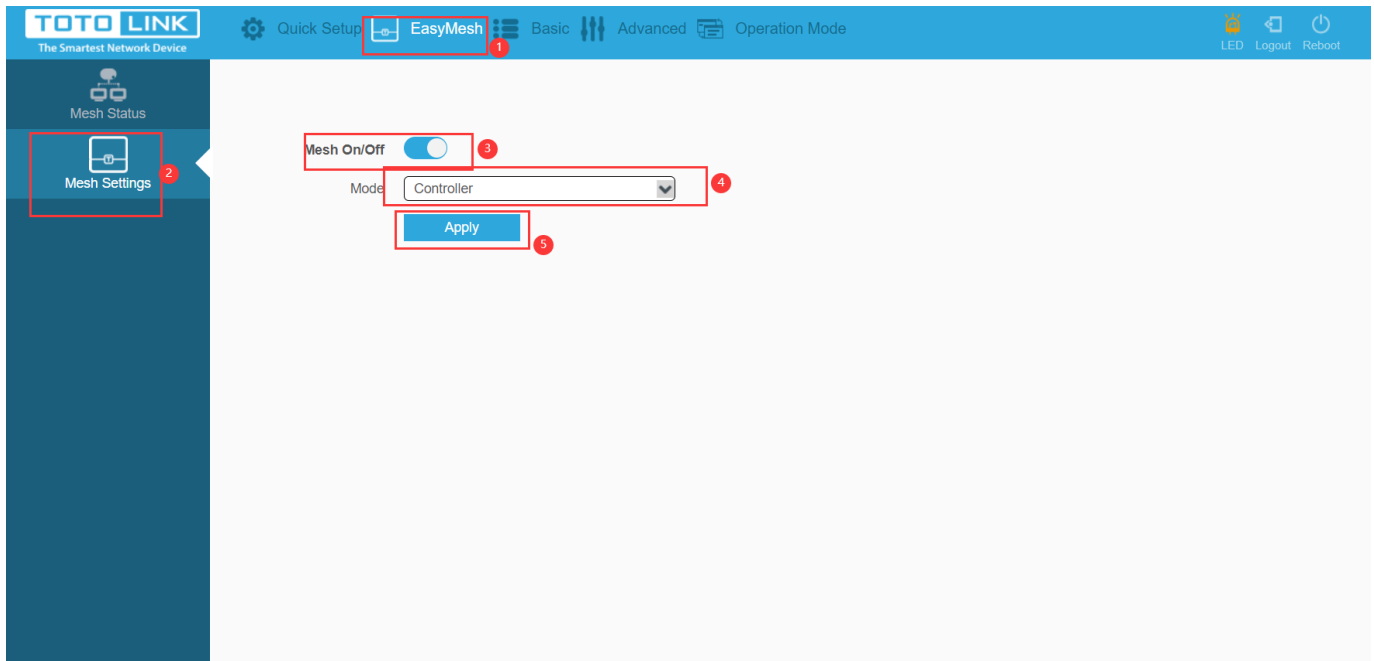 TOTO LINK
The Smartest Network Device
Quick Setup EasyMesh Basic Advanced Operation Mode
LED Logout Reboot
1
Mesh Status
Mesh Settings
2
Mesh On/Off
3
Mode Controller
4
Apply
5